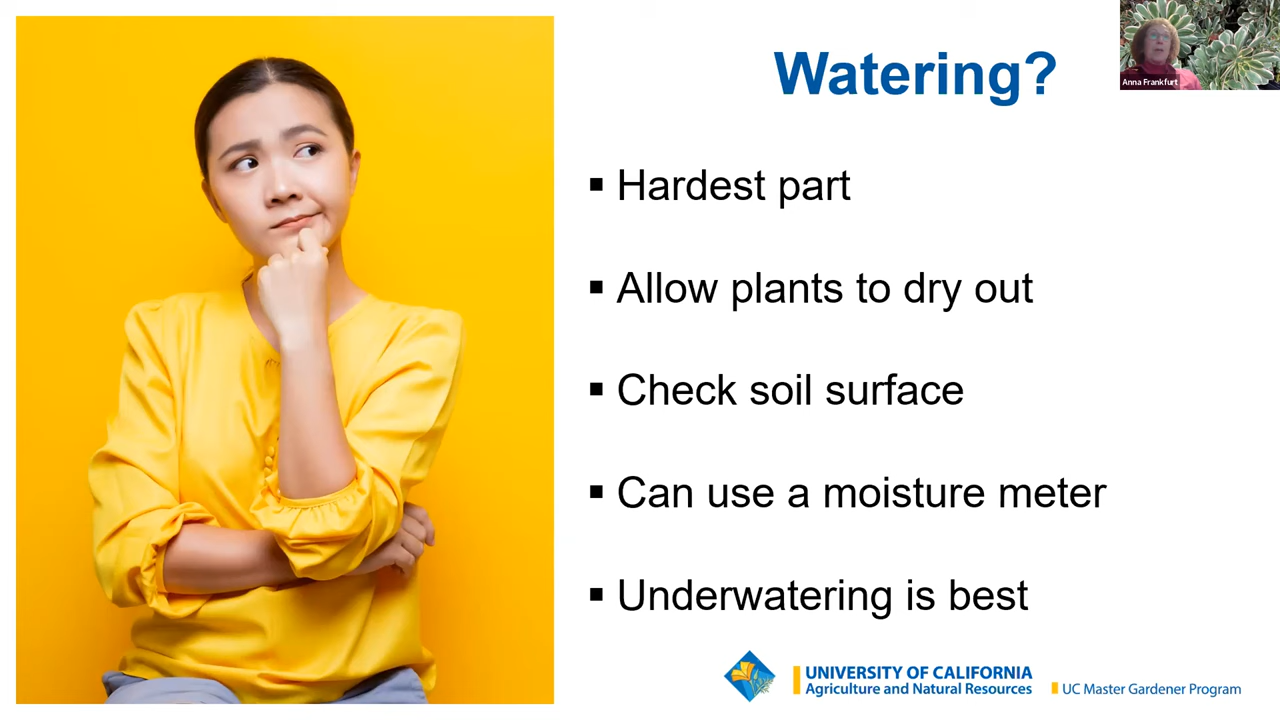 Watering?
Anna Frankfurt
▪ Hardest part
▪ Allow plants to dry out
▪ Check soil surface
▪ Can use a moisture meter
▪ Underwatering is best
UNIVERSITY OF CALIFORNIA
Agriculture and Natural Resources
UC Master Gardener Program